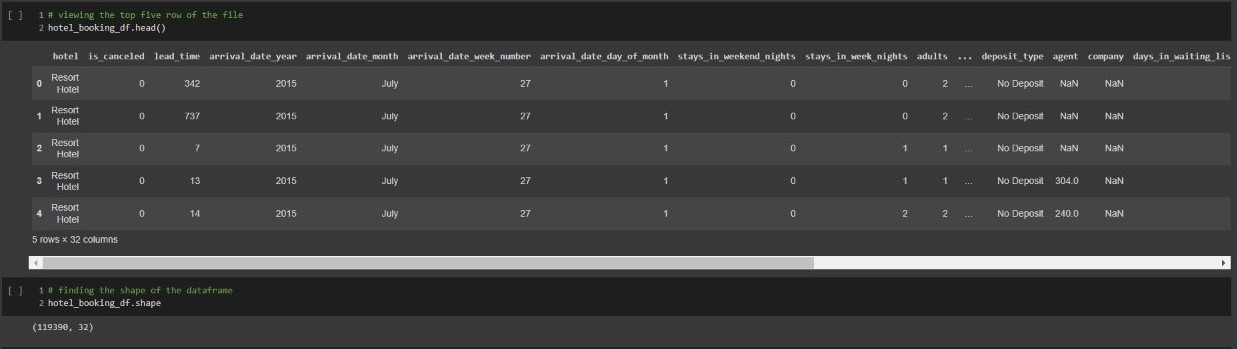 [ ] 1 # viewing the top five row of the file
2 hotel_booking_df.head()
hotel is_canceled lead_time arrival_date_year arrival_date_month arrival_date_week_number arrival_date_day_of_month stays_in_weekend_nights stays_in_week_nights adults ... deposit_type agent company days_in_waiting_lis
0 Resort Hotel 0 342 2015 July 27 1 0 0 2 ... No Deposit NaN NaN
1 Resort Hotel 0 737 2015 July 27 1 0 0 2 ... No Deposit NaN NaN
2 Resort Hotel 0 7 2015 July 27 1 0 1 1 ... No Deposit NaN NaN
3 Resort Hotel 0 13 2015 July 27 1 0 1 1 ... No Deposit 304.0 NaN
4 Resort Hotel 0 14 2015 July 27 1 0 2 2 ... No Deposit 240.0 NaN
5 rows × 32 columns
[ ] 1 # finding the shape of the dataframe
2 hotel_booking_df.shape
(119390, 32)